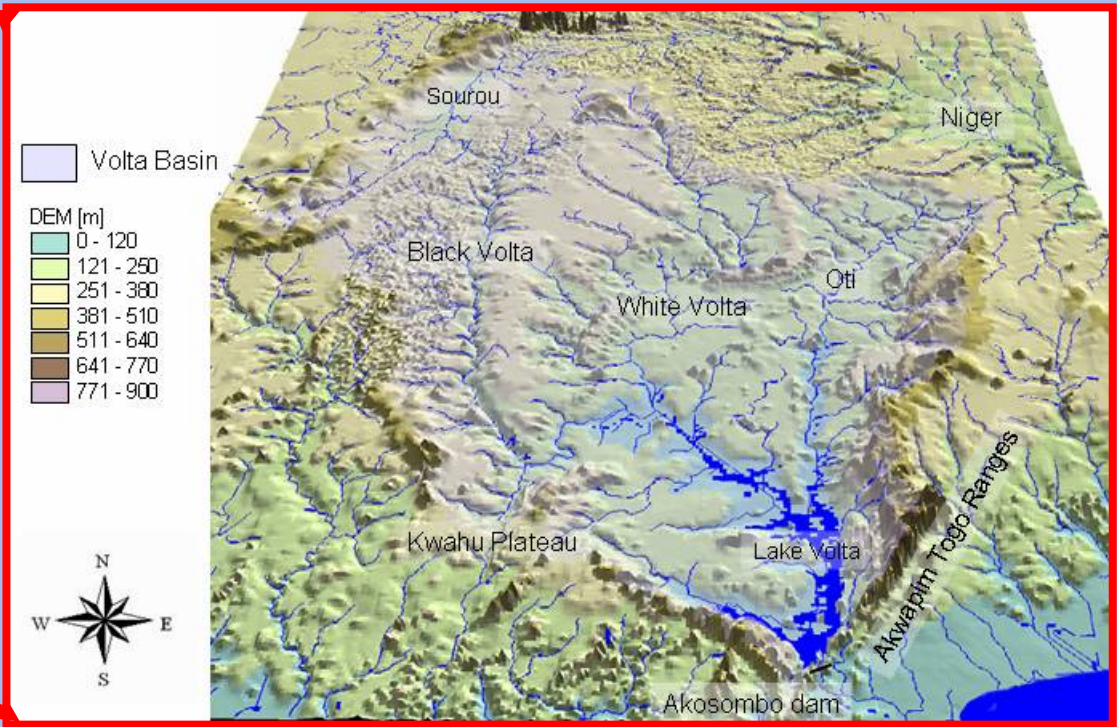 Sourou
Niger
Volta Basin
DEM [m]
0 - 120
121 - 250
251 - 380
381 - 510
511 - 640
641 - 770
771 - 900
Black Volta
Oti
White Volta
Akwapim Togo Ranges
Kwahu Plateau
Lake Volta
N
W
E
S
Akosombo dam